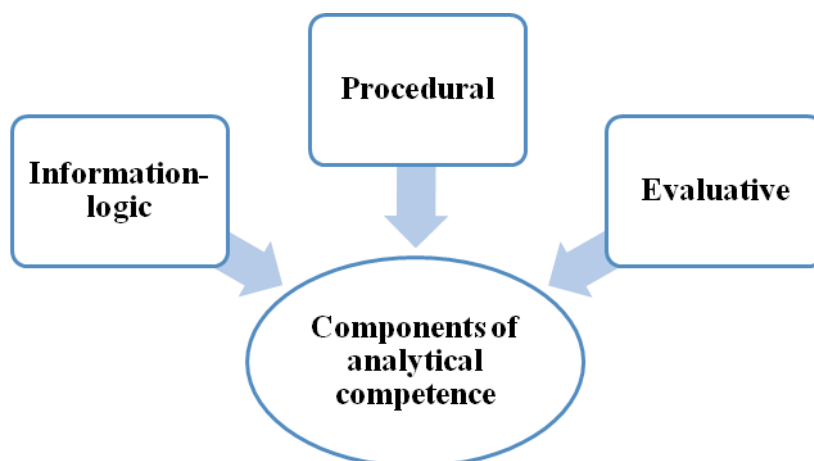 Procedural
Information-
logic
Evaluative
Components of
analytical
competence